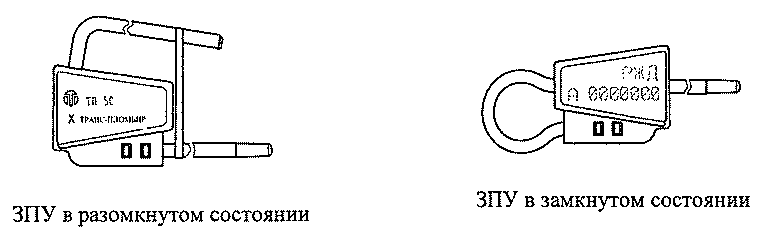 ТП 5С
X ТРАНС-ПЛОМБИР
РЖД
А 0000000
ЗПУ в разомкнутом состоянии
ЗПУ в замкнутом состоянии